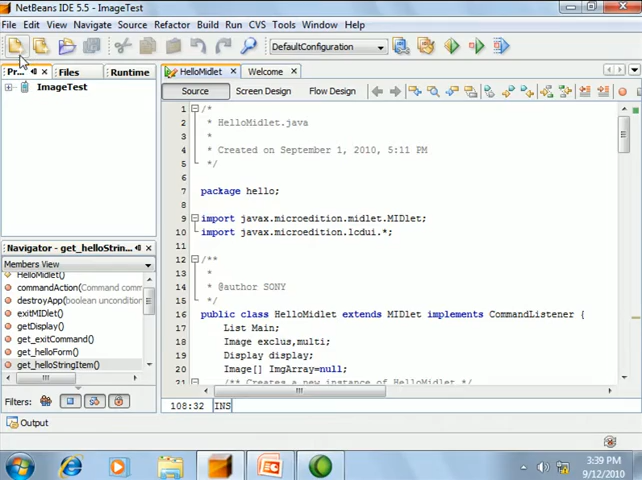 NetBeans IDE 5.5 - ImageTest
File Edit View Navigate Source Refactor Build Run CVS Tools Window Help
DefaultConfiguration
Pr... Files Runtime
HelloMidlet Welcome
ImageTest
Source Screen Design Flow Design
1 /*
2 * HelloMidlet.java
3 *
4 * Created on September 1, 2010, 5:11 PM
5 */
6
7 package hello;
8
9 import javax.microedition.midlet.MIDlet;
10 import javax.microedition.lcdui.*;
11
12 /**
13 *
14 * @author SONY
15 */
16 public class HelloMidlet extends MIDlet implements CommandListener {
17 List Main;
18 Image exclus,multi;
19 Display display;
20 Image[] ImgArray=null;
21 /** Creates a new instance of HelloMidlet */
Navigator - get_helloStrin...
Members View
HelloMidlet()
commandAction(Command comm
destroyApp(boolean uncondition
exitMIDlet()
getDisplay()
get_exitCommand()
get_helloForm()
get_helloStringItem()
Filters:
108:32 INS
Output
3:39 PM
9/12/2010